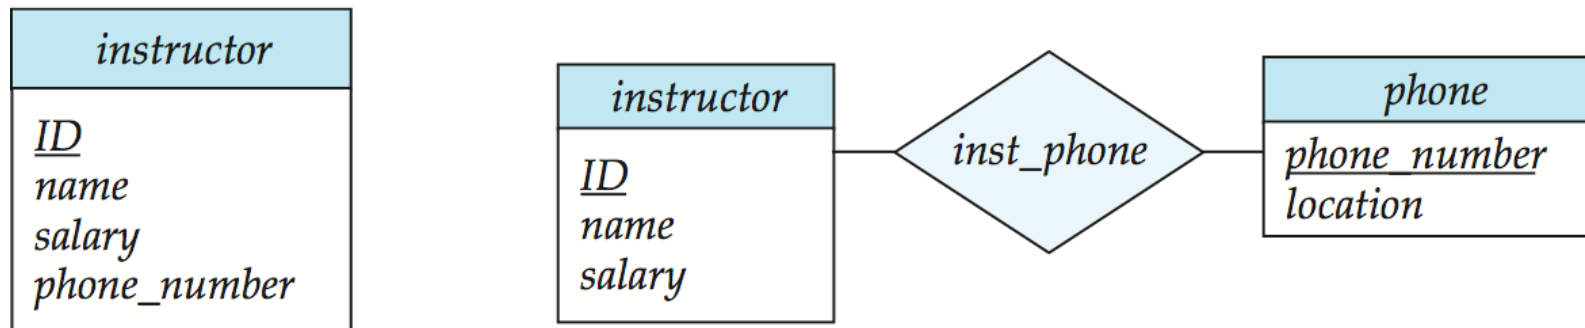 instructor
ID
name
salary
phone_number
instructor
ID
name
salary
inst_phone
phone
phone_number
location